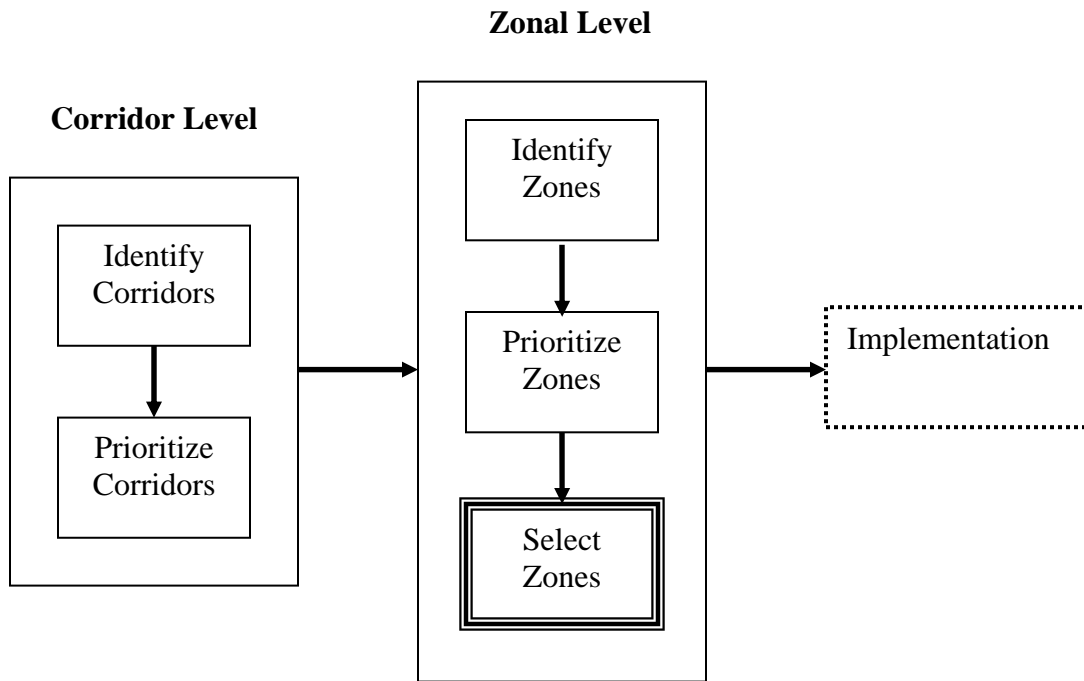 Zonal Level
Corridor Level
Identify
Zones
Identify
Corridors
Prioritize
Zones
Implementation
Prioritize
Corridors
Select
Zones